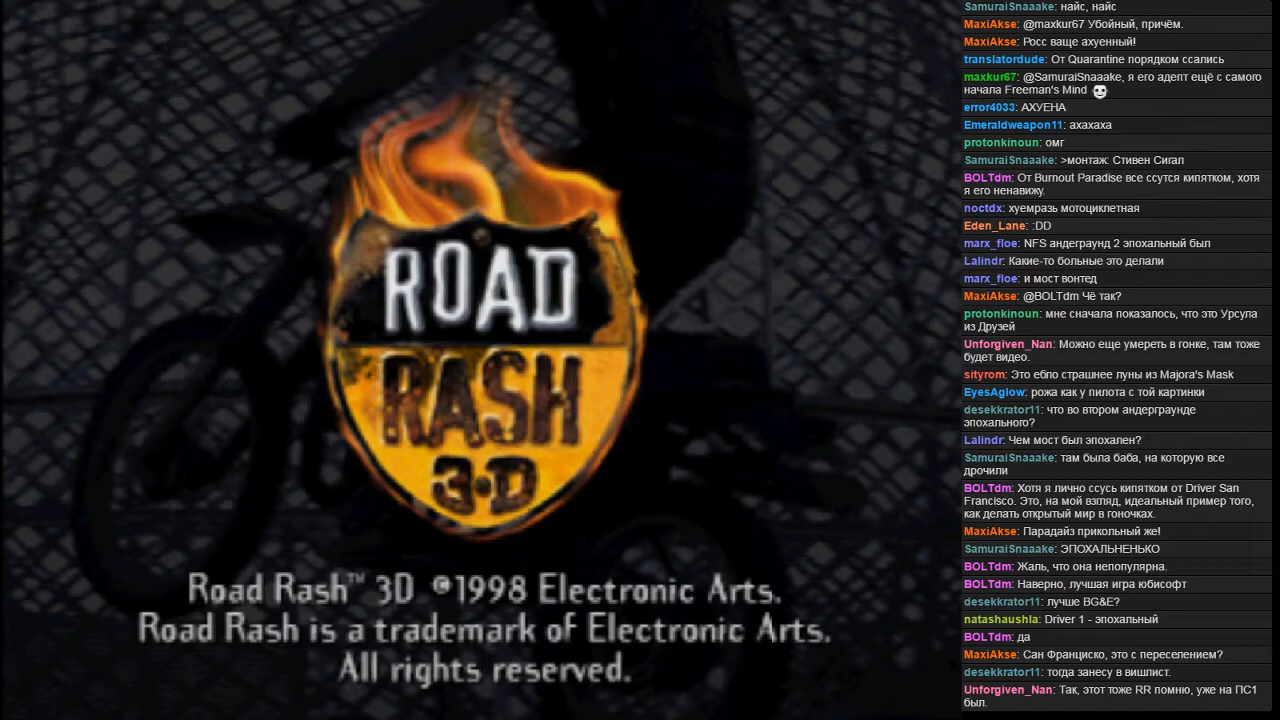 ROAD
RASH
3·D
Road Rash™ 3D ©1998 Electronic Arts.
Road Rash is a trademark of Electronic Arts.
All rights reserved.
SamuraiSnaaake: найс, найс
MaxiAkse: @maxkur67 Убойный, причём.
MaxiAkse: Росс ваще ахуенный!
translatordude: От Quarantine порядком ссались
maxkur67: @SamuraiSnaaake, я его адепт ещё с самого
начала Freeman's Mind
error4033: АХУЕНА
Emeraldweapon11: ахахаха
protonkinoun: омг
SamuraiSnaaake: >монтаж: Стивен Сигал
BOLTdm: От Burnout Paradise все ссутся кипятком, хотя
я его ненавижу.
noctdx: хуемразь мотоциклетная
Eden_Lane: :DD
marx_floe: NFS андеграунд 2 эпохальный был
Lalindr: Какие-то больные это делали
marx_floe: и мост вонтед
MaxiAkse: @BOLTdm Чё так?
protonkinoun: мне сначала показалось, что это Урсула
из Друзей
Unforgiven_Nan: Можно еще умереть в гонке, там тоже
будет видео.
sityrom: Это ебло страшнее луны из Majora's Mask
EyesAglow: рожа как у пилота с той картинки
desekkrator11: что во втором андерграунде
эпохального?
Lalindr: Чем мост был эпохален?
SamuraiSnaaake: там была баба, на которую все
дрочили
BOLTdm: Хотя я лично ссусь кипятком от Driver San
Francisco. Это, на мой взгляд, идеальный пример того,
как делать открытый мир в гоночках.
MaxiAkse: Парадайз прикольный же!
SamuraiSnaaake: ЭПОХАЛЬНЕНЬКО
BOLTdm: Жаль, что она непопулярна.
BOLTdm: Наверно, лучшая игра юбисофт
desekkrator11: лучше BG&E?
natashaushla: Driver 1 - эпохальный
BOLTdm: да
MaxiAkse: Сан Франциско, это с переселением?
desekkrator11: тогда занесу в вишлист.
Unforgiven_Nan: Так, этот тоже RR помню, уже на ПС1
был.